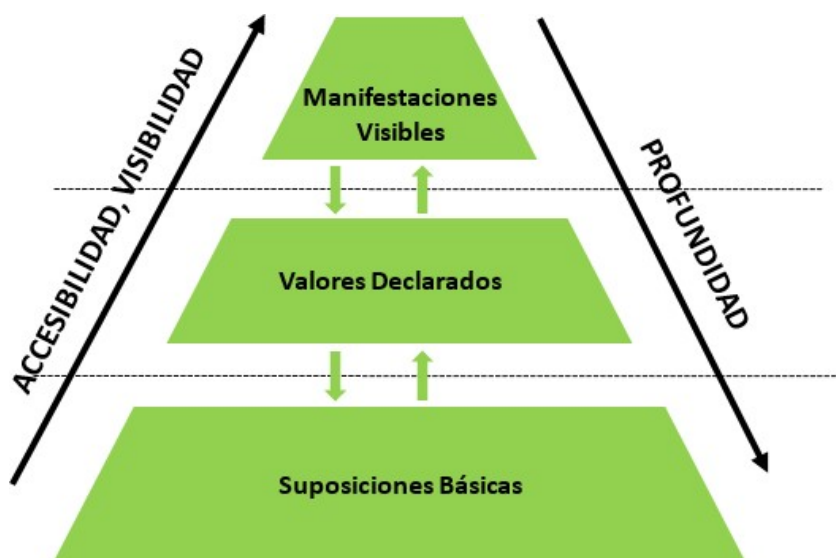 ACCESIBILIDAD, VISIBILIDAD
Manifestaciones
Visibles
PROFUNDIDAD
Valores Declarados
Suposiciones Básicas